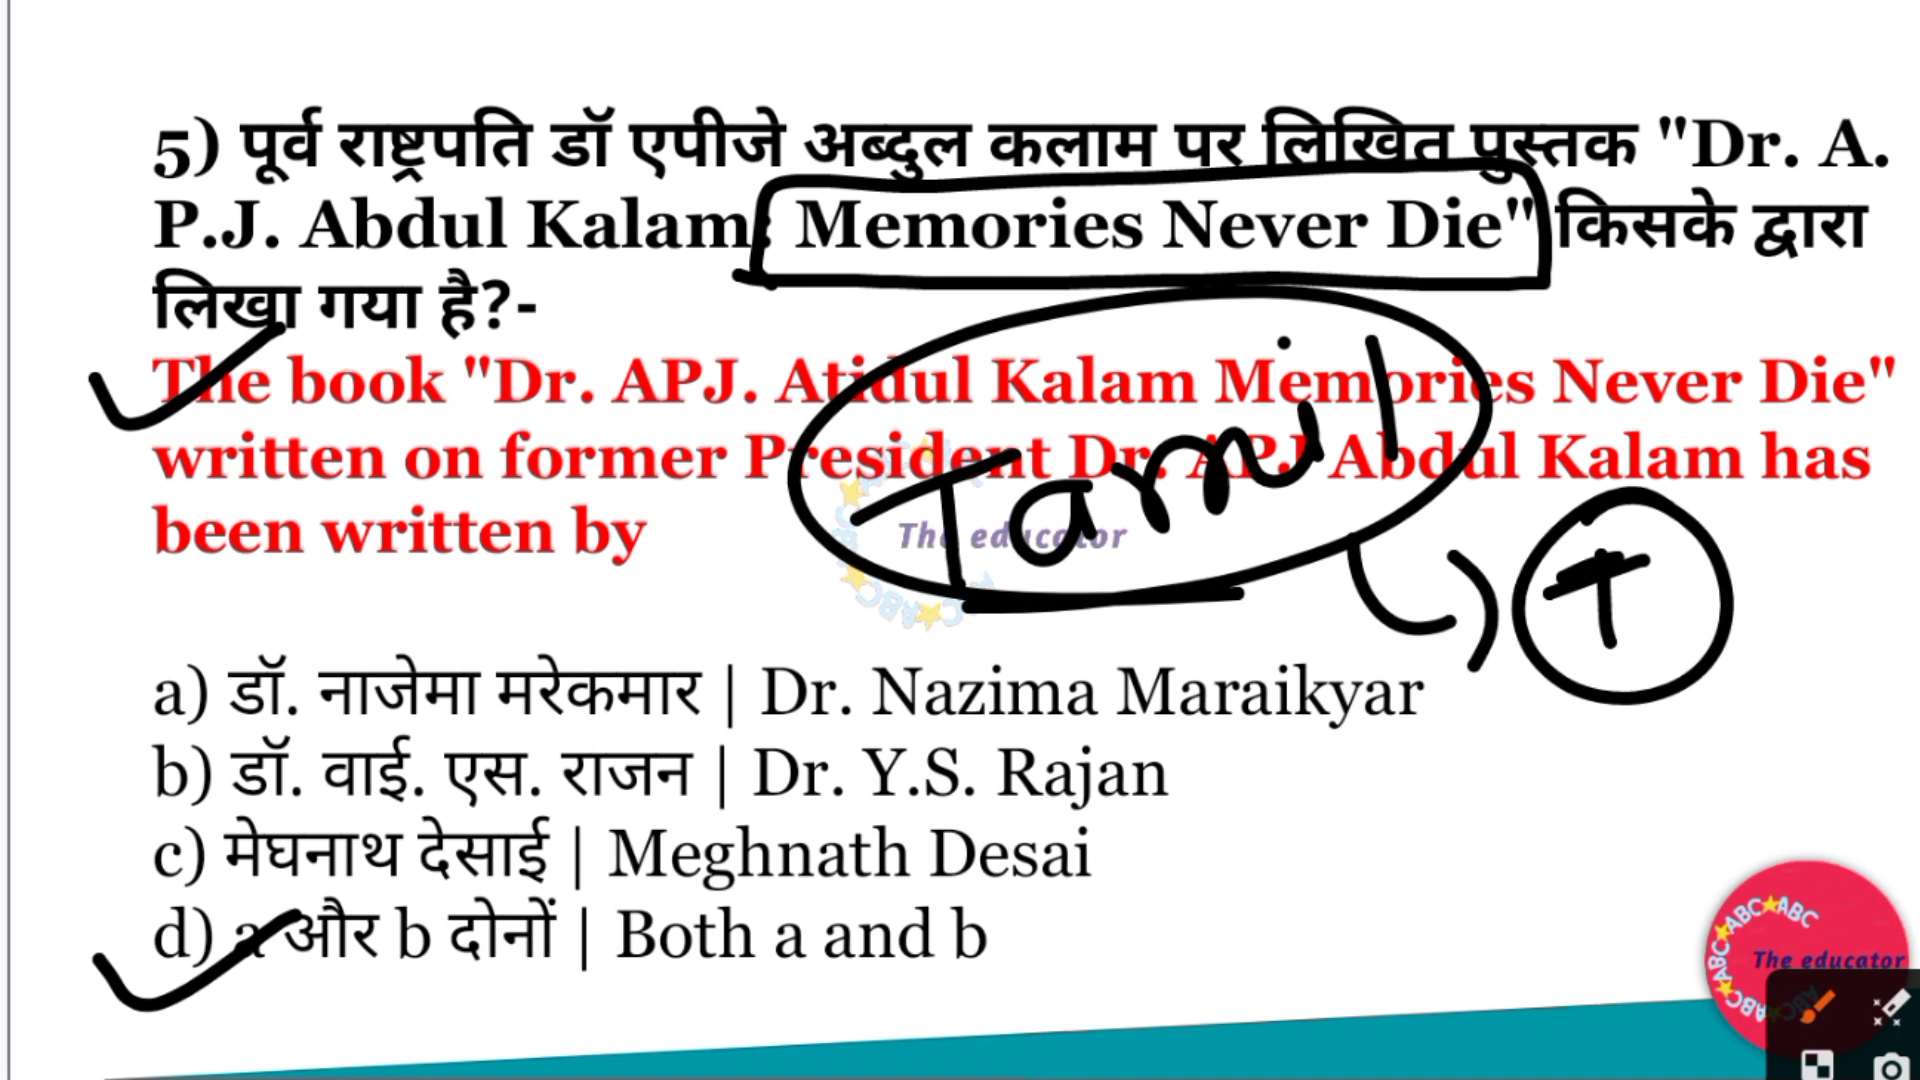 5) पूर्व राष्ट्रपति डॉ एपीजे अब्दुल कलाम पर लिखित पुस्तक "Dr. A.
P.J. Abdul Kalam: Memories Never Die" किसके द्वारा
लिखा गया है?-
The book "Dr. APJ. Atidul Kalam Memories Never Die"
written on former President Dr. APJ Abdul Kalam has
been written by
Tamil
The educator
T
a) डॉ. नाजेमा मरेकमार | Dr. Nazima Maraikyar
b) डॉ. वाई. एस. राजन | Dr. Y.S. Rajan
c) मेघनाथ देसाई | Meghnath Desai
d) a और b दोनों | Both a and b
ABC ABC ABC ABC ABC
The educator